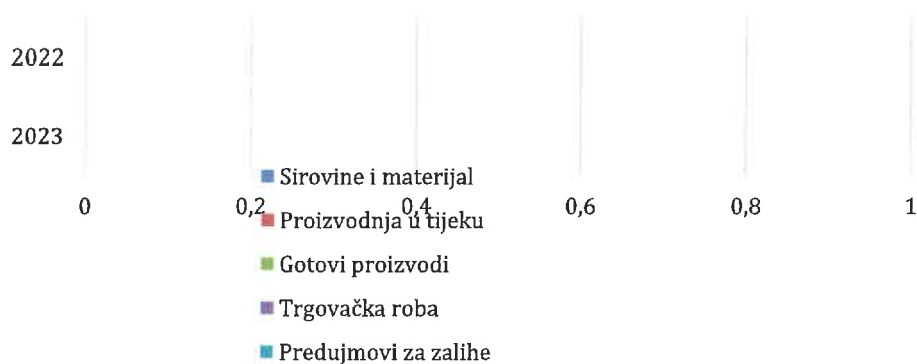 2022
2023
Sirovine i materijal
0 0,2 0,4 0,6 0,8 1
Proizvodnja u tijeku
Gotovi proizvodi
Trgovačka roba
Predujmovi za zalihe